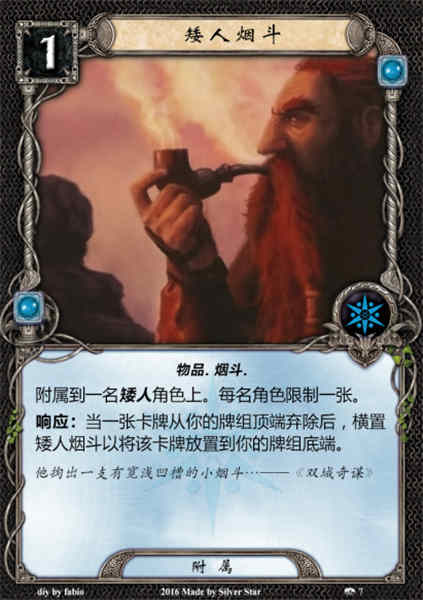 1
矮人烟斗
物品. 烟斗.
附属到一名矮人角色上。每名角色限制一张。
响应：当一张卡牌从你的牌组顶端弃除后，横置
矮人烟斗以将该卡牌放置到你的牌组底端。
他掏出一支有宽浅凹槽的小烟斗…——《双城奇谋》
附属
diy by fabio
2016 Made by Silver Star
7